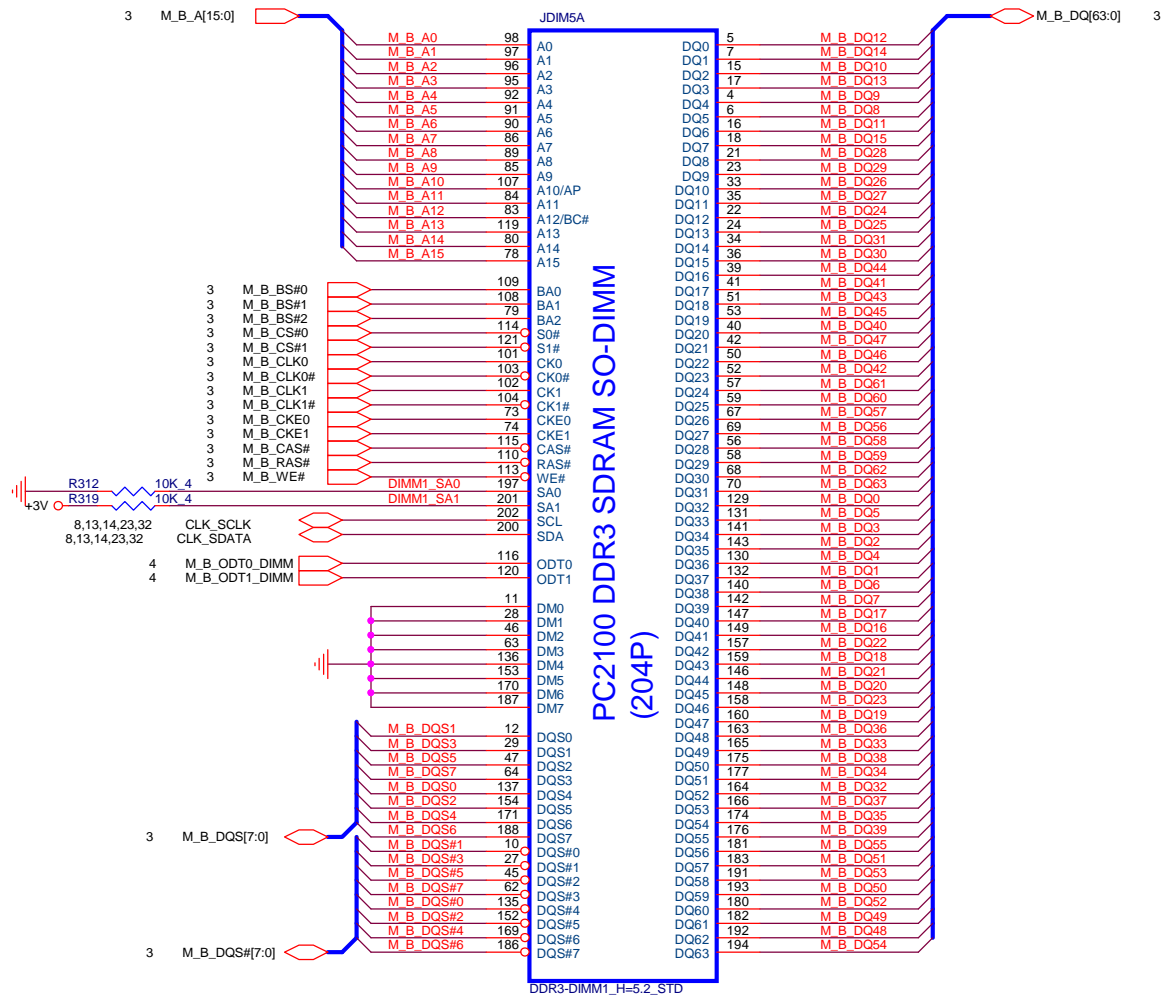 3 M_B_A[15:0] JDIM5A M_B_DQ[63:0] 3
M_B_A0 98 A0 DQ0 5 M_B_DQ12
M_B_A1 97 A1 DQ1 7 M_B_DQ14
M_B_A2 96 A2 DQ2 15 M_B_DQ10
M_B_A3 95 A3 DQ3 17 M_B_DQ13
M_B_A4 92 A4 DQ4 4 M_B_DQ9
M_B_A5 91 A5 DQ5 6 M_B_DQ8
M_B_A6 90 A6 DQ6 16 M_B_DQ11
M_B_A7 86 A7 DQ7 18 M_B_DQ15
M_B_A8 89 A8 DQ8 21 M_B_DQ28
M_B_A9 85 A9 DQ9 23 M_B_DQ29
M_B_A10 107 A10/AP DQ10 33 M_B_DQ26
M_B_A11 84 A11 DQ11 35 M_B_DQ27
M_B_A12 83 A12/BC# DQ12 22 M_B_DQ24
M_B_A13 119 A13 DQ13 24 M_B_DQ25
M_B_A14 80 A14 DQ14 34 M_B_DQ31
M_B_A15 78 A15 DQ15 36 M_B_DQ30
DQ16 39 M_B_DQ44
3 M_B_BS#0 109 BA0 DQ17 41 M_B_DQ41
3 M_B_BS#1 108 BA1 DQ18 51 M_B_DQ43
3 M_B_BS#2 79 BA2 DQ19 53 M_B_DQ45
3 M_B_CS#0 114 S0# DQ20 40 M_B_DQ40
3 M_B_CS#1 121 S1# DQ21 42 M_B_DQ47
3 M_B_CLK0 101 CK0 DQ22 50 M_B_DQ46
3 M_B_CLK0# 103 CK0# DQ23 52 M_B_DQ42
3 M_B_CLK1 102 CK1 DQ24 57 M_B_DQ61
3 M_B_CLK1# 104 CK1# DQ25 59 M_B_DQ60
3 M_B_CKE0 73 CKE0 DQ26 67 M_B_DQ57
3 M_B_CKE1 74 CKE1 DQ27 69 M_B_DQ56
3 M_B_CAS# 115 CAS# DQ28 56 M_B_DQ58
3 M_B_RAS# 110 RAS# DQ29 58 M_B_DQ59
3 M_B_WE# 113 WE# DQ30 68 M_B_DQ62
R312 10K_4 DIMM1_SA0 197 SA0 DQ31 70 M_B_DQ63
+3V R319 10K_4 DIMM1_SA1 201 SA1 DQ32 129 M_B_DQ0
8,13,14,23,32 CLK_SCLK 202 SCL DQ33 131 M_B_DQ5
8,13,14,23,32 CLK_SDATA 200 SDA DQ34 141 M_B_DQ3
DQ35 143 M_B_DQ2
4 M_B_ODT0_DIMM 116 ODT0 DQ36 130 M_B_DQ4
4 M_B_ODT1_DIMM 120 ODT1 DQ37 132 M_B_DQ1
DQ38 140 M_B_DQ6
11 DM0 DQ39 142 M_B_DQ7
28 DM1 DQ40 147 M_B_DQ17
46 DM2 DQ41 149 M_B_DQ16
63 DM3 DQ42 157 M_B_DQ22
136 DM4 DQ43 159 M_B_DQ18
153 DM5 DQ44 146 M_B_DQ21
170 DM6 DQ45 148 M_B_DQ20
187 DM7 DQ46 158 M_B_DQ23
DQ47 160 M_B_DQ19
M_B_DQS1 12 DQS0 DQ48 163 M_B_DQ36
M_B_DQS3 29 DQS1 DQ49 165 M_B_DQ33
M_B_DQS5 47 DQS2 DQ50 175 M_B_DQ38
M_B_DQS7 64 DQS3 DQ51 177 M_B_DQ34
M_B_DQS0 137 DQS4 DQ52 164 M_B_DQ32
M_B_DQS2 154 DQS5 DQ53 166 M_B_DQ37
M_B_DQS4 171 DQS6 DQ54 174 M_B_DQ35
3 M_B_DQS[7:0] M_B_DQS6 188 DQS7 DQ55 176 M_B_DQ39
M_B_DQS#1 10 DQS#0 DQ56 181 M_B_DQ55
M_B_DQS#3 27 DQS#1 DQ57 183 M_B_DQ51
M_B_DQS#5 45 DQS#2 DQ58 191 M_B_DQ53
M_B_DQS#7 62 DQS#3 DQ59 193 M_B_DQ50
M_B_DQS#0 135 DQS#4 DQ60 180 M_B_DQ52
M_B_DQS#2 152 DQS#5 DQ61 182 M_B_DQ49
M_B_DQS#4 169 DQS#6 DQ62 192 M_B_DQ48
3 M_B_DQS#[7:0] M_B_DQS#6 186 DQS#7 DQ63 194 M_B_DQ54
PC2100 DDR3 SDRAM SO-DIMM
(204P)
DDR3-DIMM1_H=5.2_STD